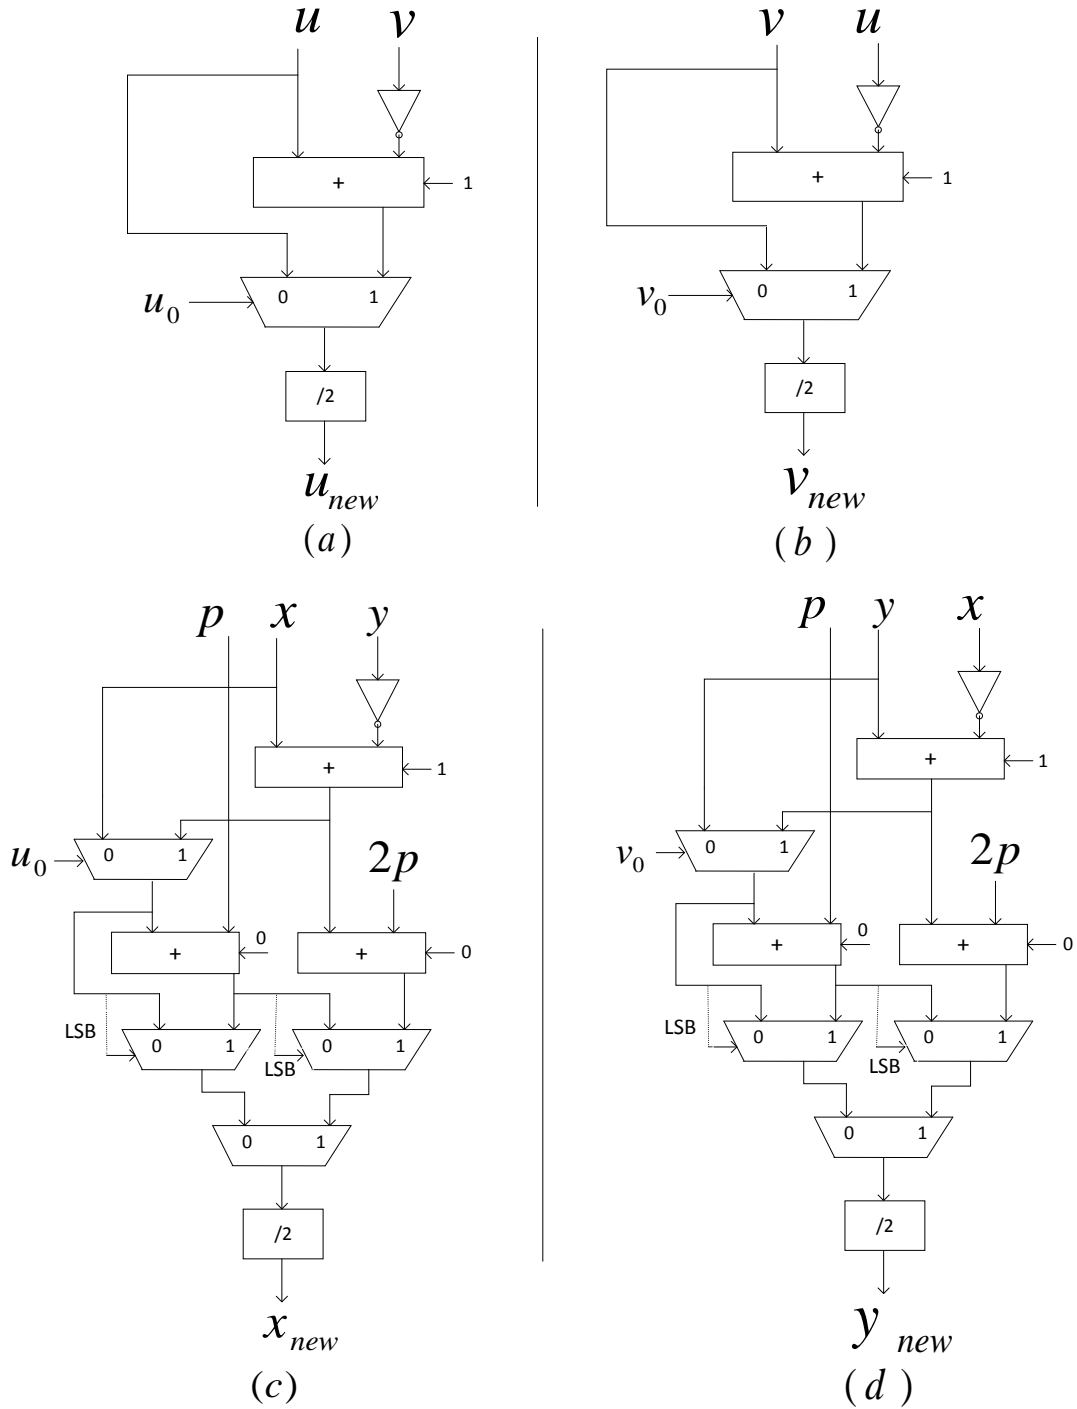 u v
v u
+ 1
+ 1
u0 0 1
v0 0 1
/2
/2
unew
vnew
(a)
(b)
p x y
p y x
+ 1
+ 1
u0 0 1
v0 0 1
2p
2p
+ 0 + 0
+ 0 + 0
LSB 0 1 LSB 0 1
LSB 0 1 LSB 0 1
0 1
0 1
/2
/2
xnew
y new
(c)
(d)